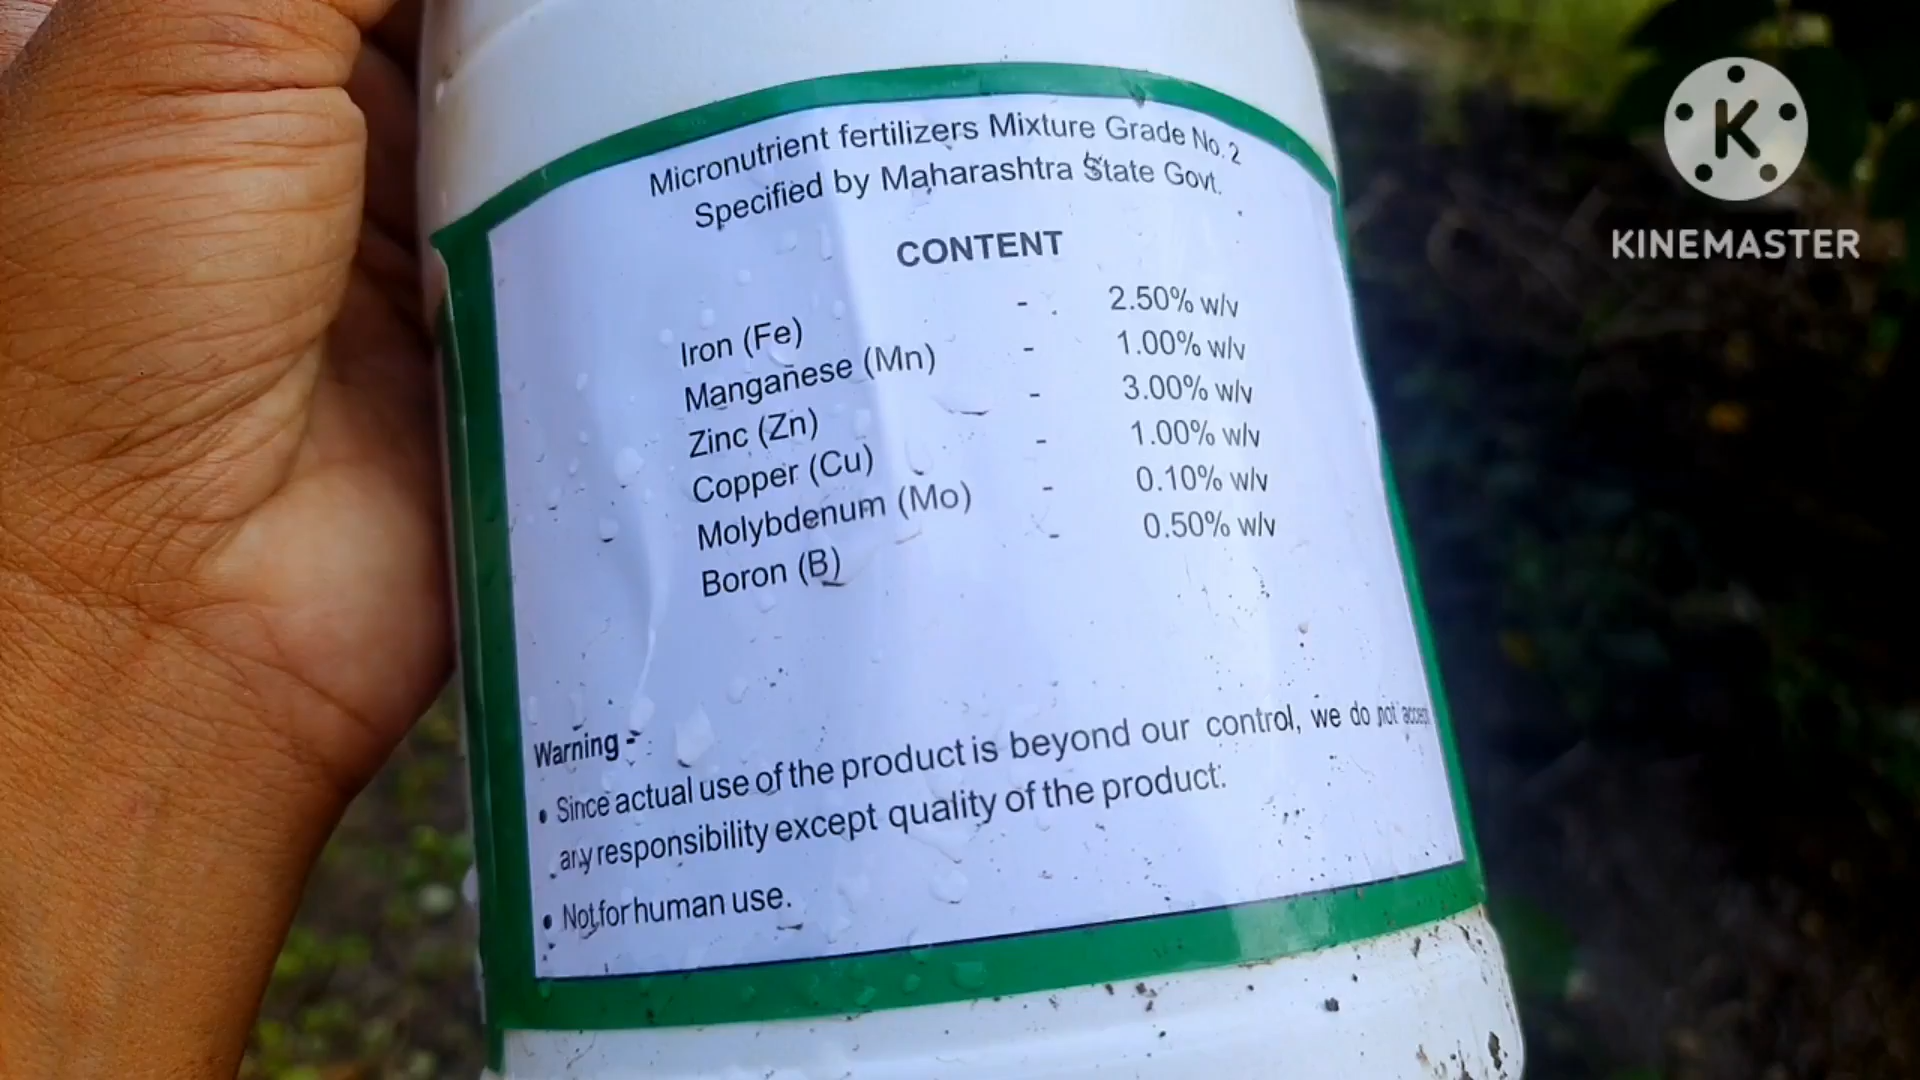 Micronutrient fertilizers Mixture Grade No. 2
Specified by Maharashtra State Govt.
CONTENT
Iron (Fe) - 2.50% w/v
Manganese (Mn) - 1.00% w/v
Zinc (Zn) - 3.00% w/v
Copper (Cu) - 1.00% w/v
Molybdenum (Mo) - 0.10% w/v
Boron (B) - 0.50% w/v
Warning -
• Since actual use of the product is beyond our control, we do not accept
any responsibility except quality of the product.
• Not for human use.
K
KINEMASTER